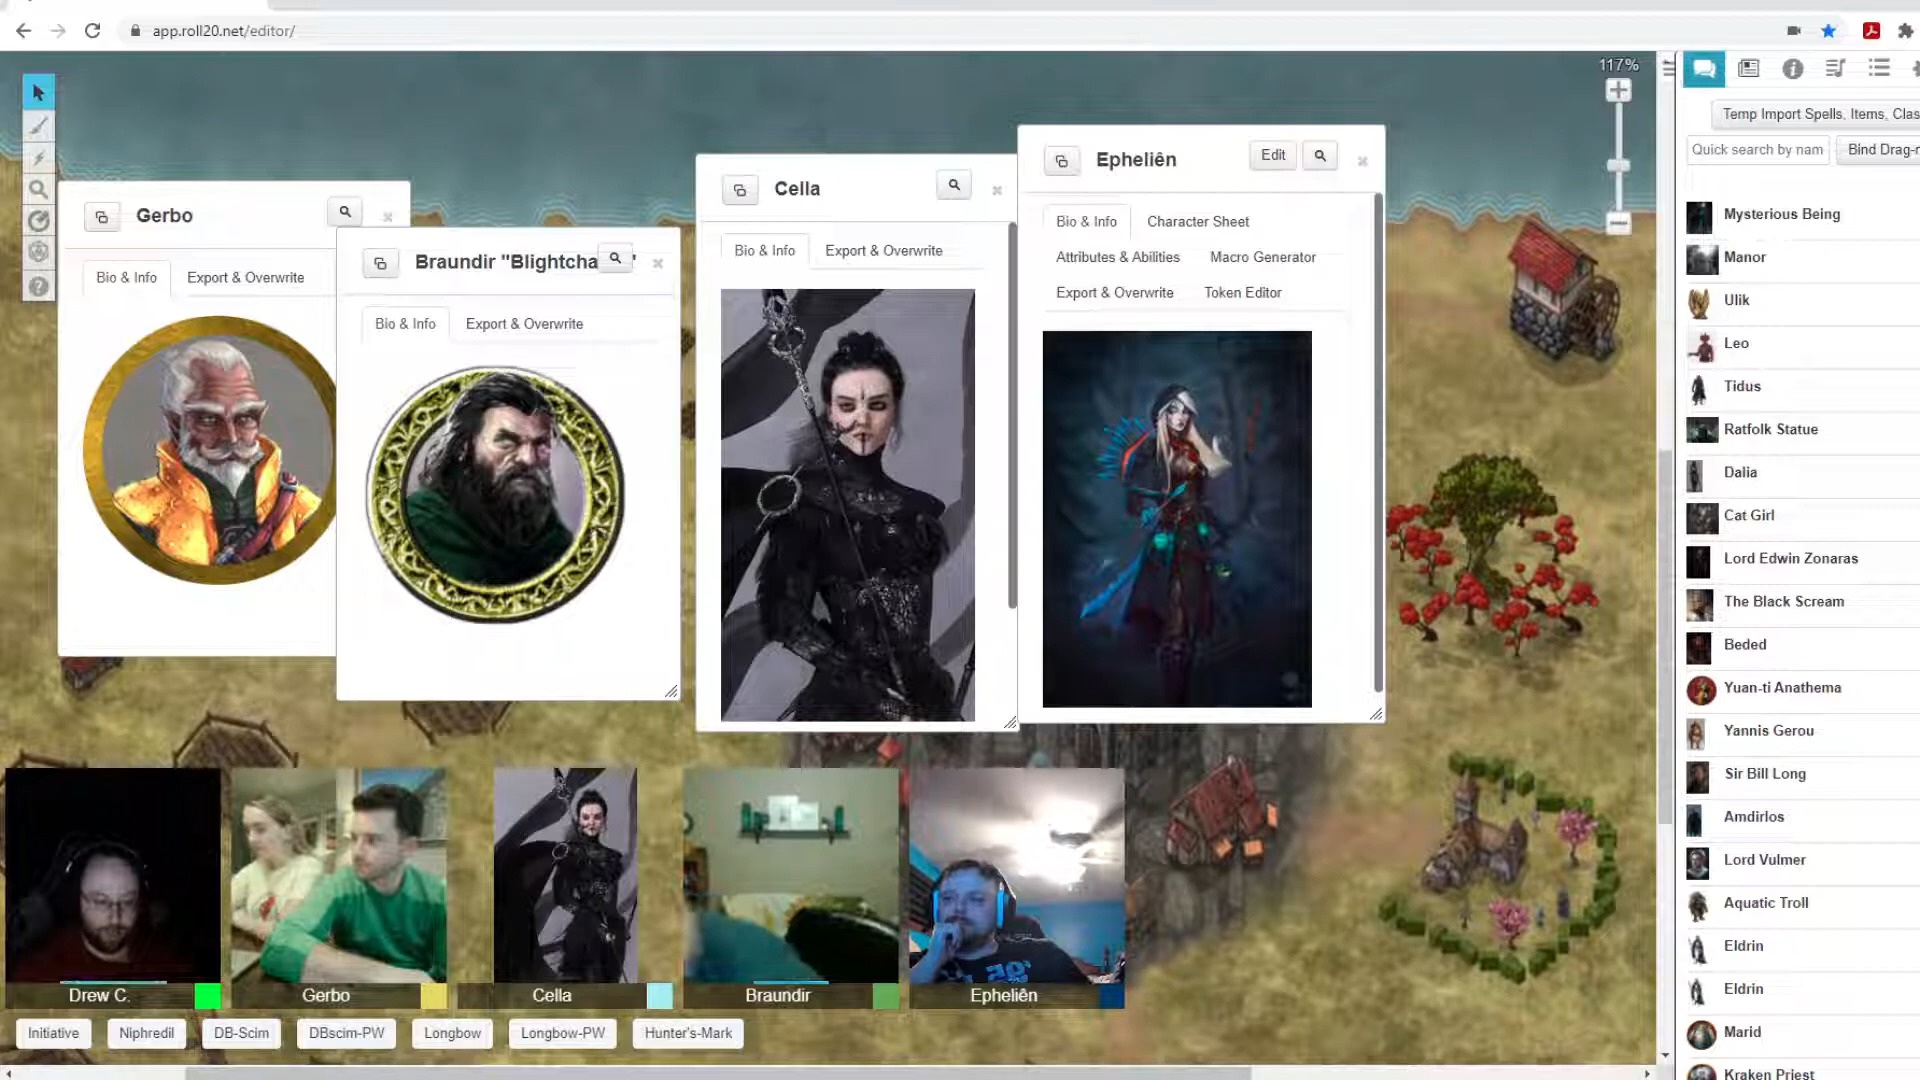 app.roll20.net/editor/
117%
Temp Import Spells, Items, Clas
Quick search by nam
Bind Drag-n
Gerbo
Bio & Info
Export & Overwrite
Braundir "Blightcha
Bio & Info
Export & Overwrite
Cella
Bio & Info
Export & Overwrite
Epheliên
Edit
Bio & Info
Character Sheet
Attributes & Abilities
Macro Generator
Export & Overwrite
Token Editor
Mysterious Being
Manor
Ulik
Leo
Tidus
Ratfolk Statue
Dalia
Cat Girl
Lord Edwin Zonaras
The Black Scream
Beded
Yuan-ti Anathema
Yannis Gerou
Sir Bill Long
Amdirlos
Lord Vulmer
Aquatic Troll
Eldrin
Eldrin
Marid
Kraken Priest
Drew C.
Gerbo
Cella
Braundir
Epheliên
Initiative
Niphredil
DB-Scim
DBscim-PW
Longbow
Longbow-PW
Hunter's-Mark